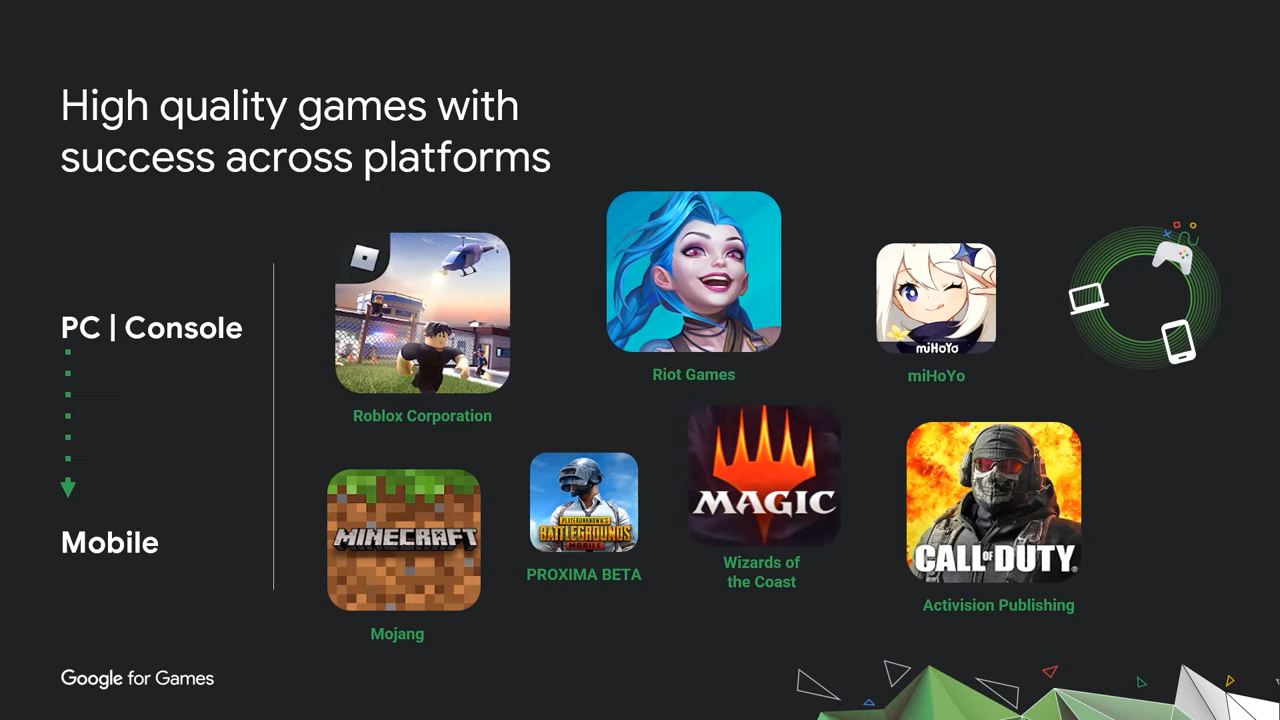 High quality games with
success across platforms
PC | Console
Mobile
Roblox Corporation
Riot Games
miHoYo
miHoYo
MINECRAFT
Mojang
PLAYERUNKNOWN'S
BATTLEGROUNDS
MOBILE
PROXIMA BETA
MAGIC
Wizards of
the Coast
CALL OF DUTY®
Activision Publishing
Google for Games